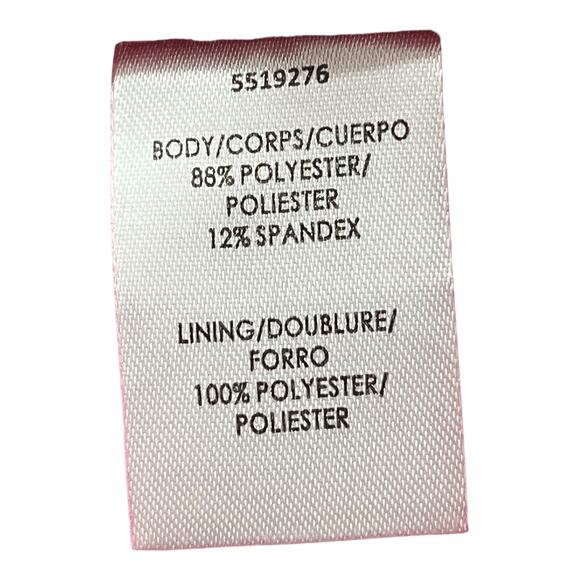 5519276
BODY/CORPS/CUERPO
88% POLYESTER/
POLIESTER
12% SPANDEX
LINING/DOUBLURE/
FORRO
100% POLYESTER/
POLIESTER